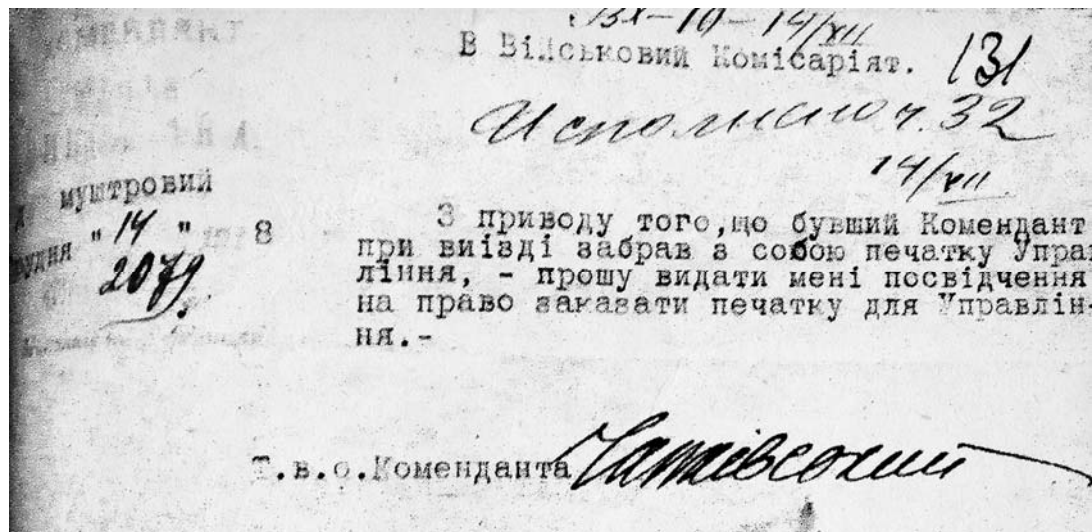 КОМЕНДАНТ
Вх-10-14/XII
В Військовий Комісаріят.
131
Исполнено ч. 32
14/XII
муштровий
"14" 8
2079
З приводу того,що бувший Комендант
при виїзді забрав з собою печатку Управ
ління, - прошу видати мені посвідчення
на право заказати печатку для Управлін-
ня.-
Т.в.о.Коменданта